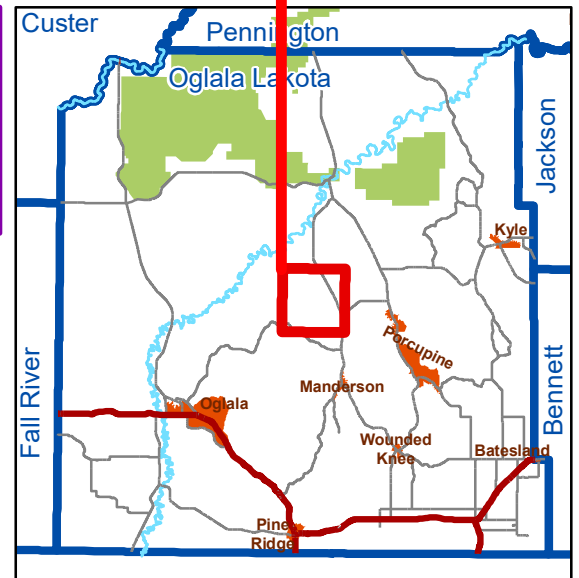 Custer
Pennington
Oglala Lakota
Jackson
Kyle
Porcupine
Fall River
Manderson
Oglala
Bennett
Wounded
Knee
Batesland
Pine
Ridge